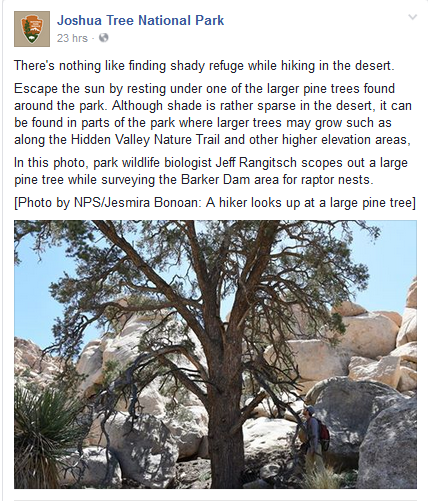 Joshua Tree National Park
23 hrs ·
There's nothing like finding shady refuge while hiking in the desert.
Escape the sun by resting under one of the larger pine trees found
around the park. Although shade is rather sparse in the desert, it can
be found in parts of the park where larger trees may grow such as
along the Hidden Valley Nature Trail and other higher elevation areas,
In this photo, park wildlife biologist Jeff Rangitsch scopes out a large
pine tree while surveying the Barker Dam area for raptor nests.
[Photo by NPS/Jesmira Bonoan: A hiker looks up at a large pine tree]